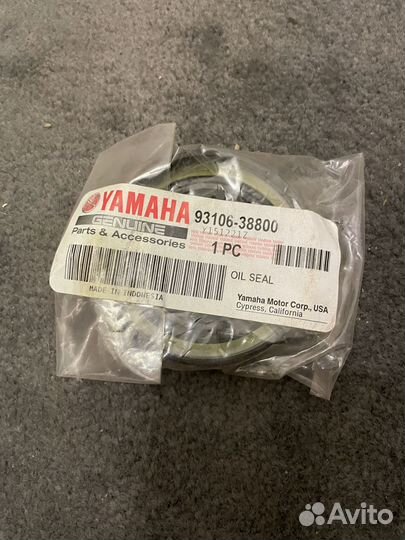 YAMAHA 93106-38800
GENUINE Y151221Z
Parts & Accessories 1 PC
OIL SEAL
MADE IN INDONESIA
Yamaha Motor Corp., USA
Cypress, California
Avito